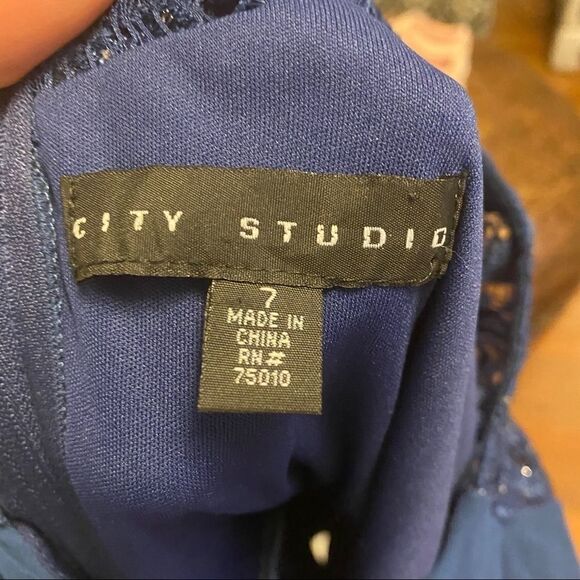 CITY STUDIO
7
MADE IN
CHINA
RN#
75010